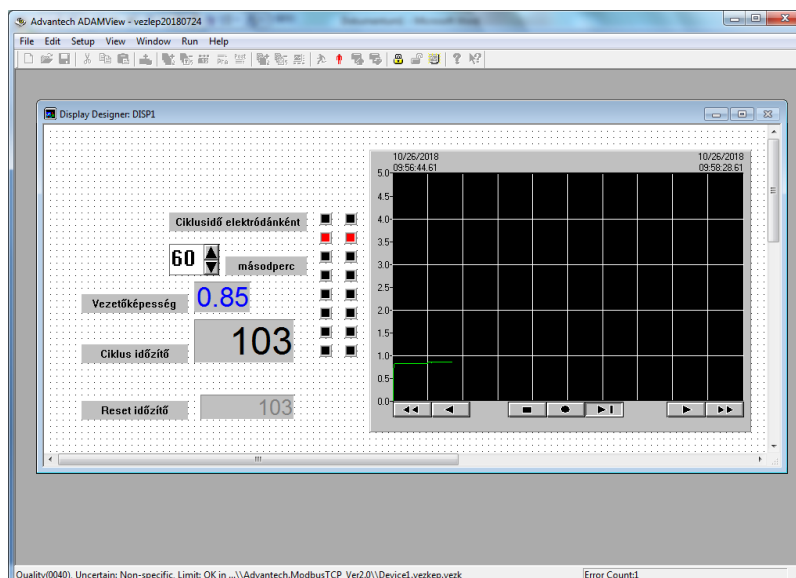 Advantech ADAMView - vezlep20180724
File Edit Setup View Window Run Help
Display Designer: DISP1
10/26/2018
09:56:44.61
10/26/2018
09:58:28.61
5.0
4.5
4.0
3.5
3.0
2.5
2.0
1.5
1.0
0.5
0.0
Ciklusidő elektródánként
60
másodperc
Vezetőképesség
0.85
Ciklus időzítő
103
Reset időzítő
103
Quality(0040), Uncertain: Non-specific, Limit: OK in ...\\Advantech.ModbusTCP_Ver2.0\\Device1.vezkep.vezk
Error Count:1